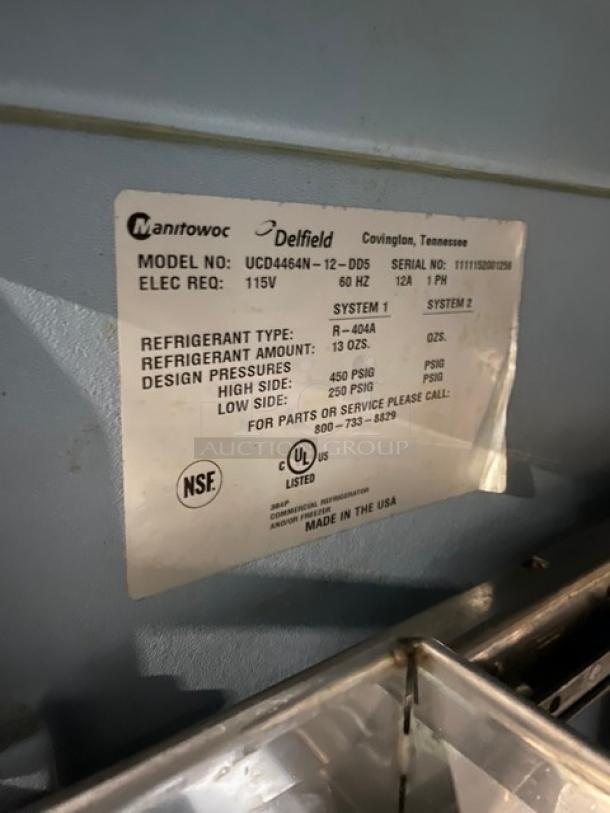 Manitowoc Delfield Covington, Tennessee
MODEL NO: UCD4464N-12-DD5 SERIAL NO: 1111152001256
ELEC REQ: 115V 60 HZ 12A 1 PH
SYSTEM 1 SYSTEM 2
REFRIGERANT TYPE: R-404A
REFRIGERANT AMOUNT: 13 OZS. OZS.
DESIGN PRESSURES
HIGH SIDE: 450 PSIG PSIG
LOW SIDE: 250 PSIG PSIG
FOR PARTS OR SERVICE PLEASE CALL:
800-733-8829
AUCTION GROUP
NSF.
C UL US
LISTED
384P
COMMERCIAL REFRIGERATOR
AND/OR FREEZER
MADE IN THE USA